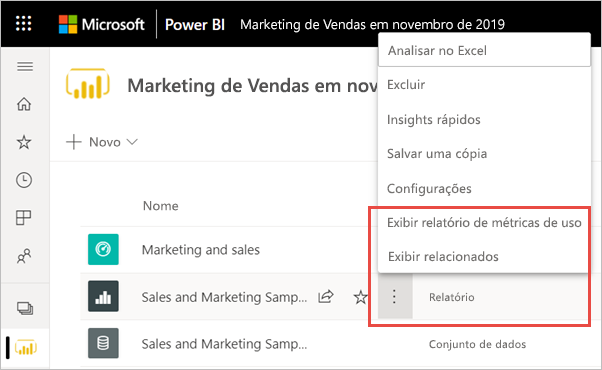 Microsoft Power BI Marketing de Vendas em novembro de 2019
Analisar no Excel
Marketing de Vendas em nov
Excluir
Insights rápidos
Novo
Salvar uma cópia
Configurações
Nome
Exibir relatório de métricas de uso
Marketing and sales
Exibir relacionados
Sales and Marketing Samp... Relatório
Sales and Marketing Samp... Conjunto de dados